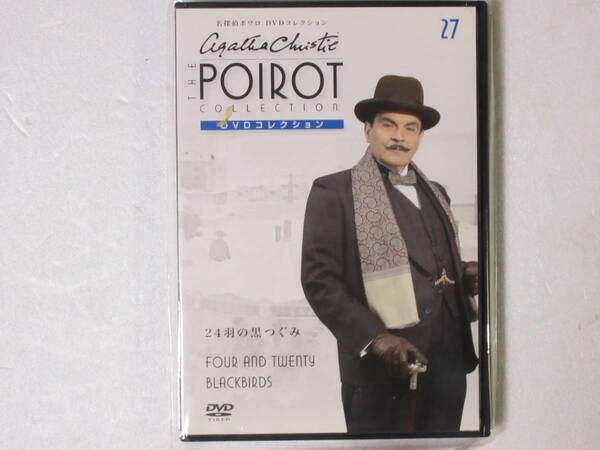 名探偵ポワロ DVDコレクション
27
Agatha Christie
THE
POIROT
COLLECTION
DVDコレクション
24羽の黒つぐみ
FOUR AND TWENTY
BLACKBIRDS
DVD
VIDEO